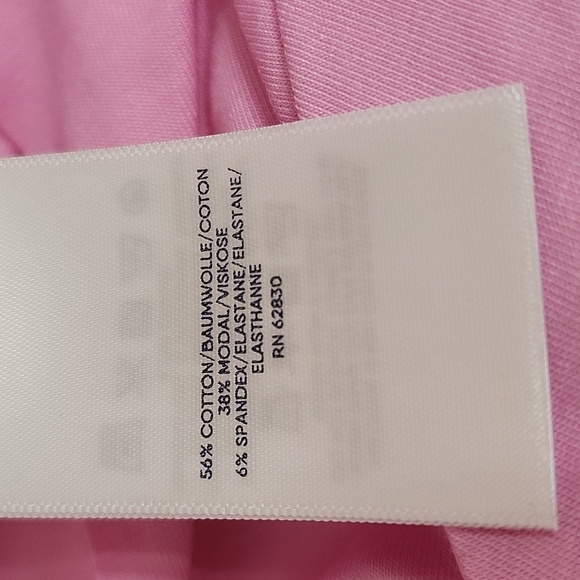 56% COTTON/BAUMWOLLE/COTON
38% MODAL/VISKOSE
6% SPANDEX/ELASTANE/ELASTANE/
ELASTHANNE
RN 62830